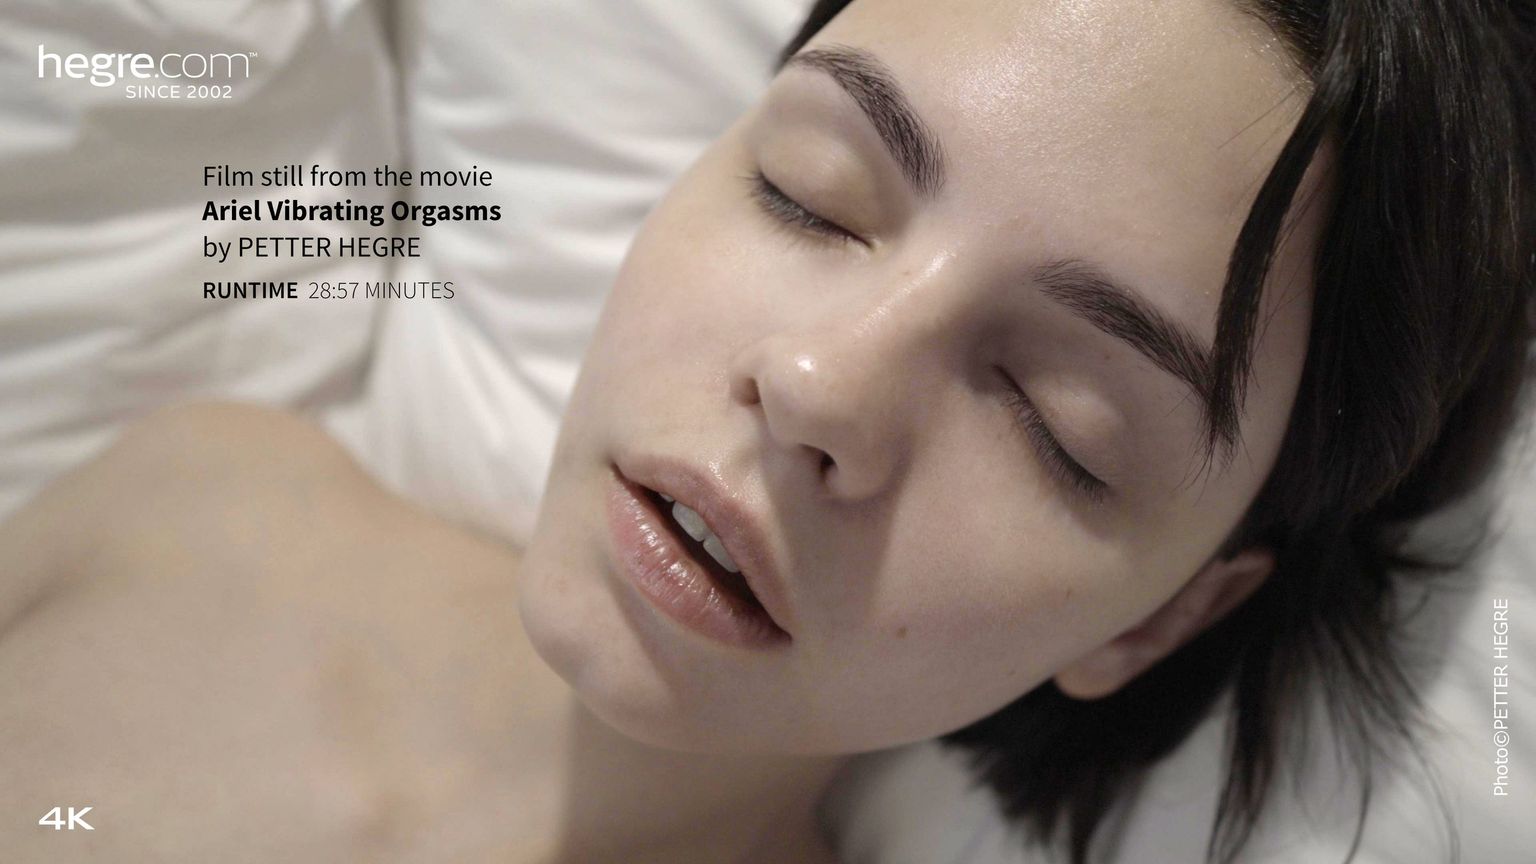 hegre.com™
SINCE 2002
Film still from the movie
Ariel Vibrating Orgasms
by PETTER HEGRE
RUNTIME 28:57 MINUTES
4K
Photo©PETTER HEGRE